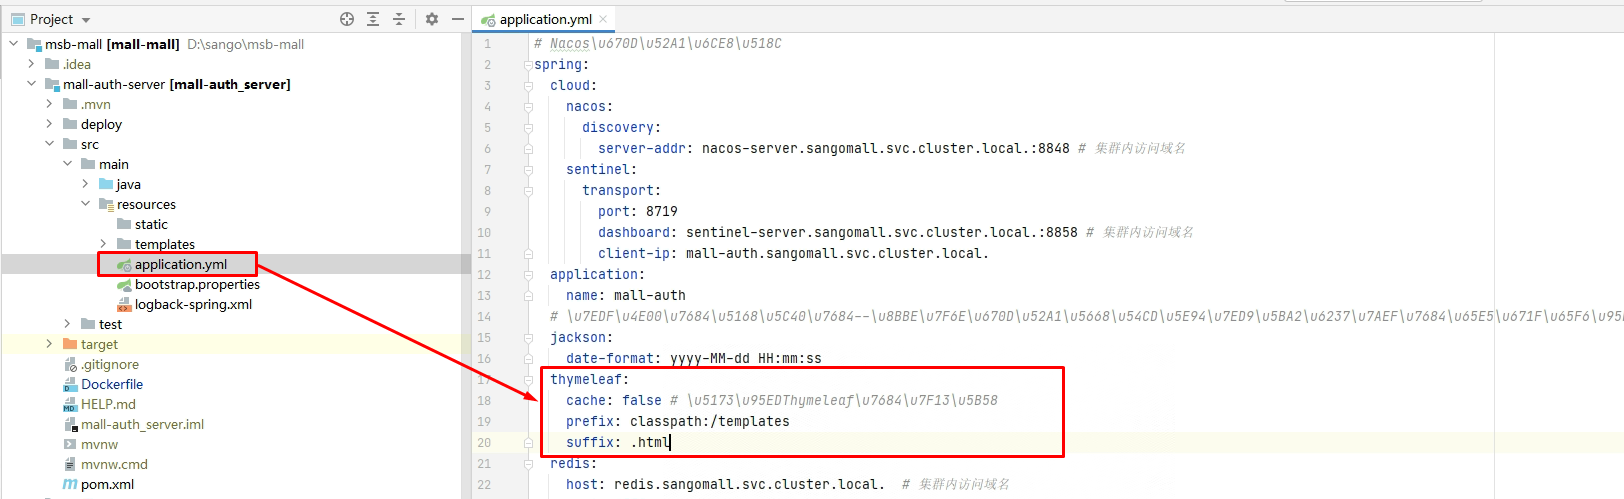 Project
msb-mall [mall-mall] D:\sango\msb-mall
.idea
mall-auth-server [mall-auth_server]
.mvn
deploy
src
main
java
resources
static
templates
application.yml
bootstrap.properties
logback-spring.xml
test
target
.gitignore
Dockerfile
HELP.md
mall-auth_server.iml
mvnw
mvnw.cmd
pom.xml
application.yml
1 # Nacos\u670D\u52A1\u6CE8\u518C
2 spring:
3 cloud:
4 nacos:
5 discovery:
6 server-addr: nacos-server.sangomall.svc.cluster.local.:8848 # 集群内访问域名
7 sentinel:
8 transport:
9 port: 8719
10 dashboard: sentinel-server.sangomall.svc.cluster.local.:8858 # 集群内访问域名
11 client-ip: mall-auth.sangomall.svc.cluster.local.
12 application:
13 name: mall-auth
14 # \u7EDF\u4E00\u7684\u5168\u5C40\u7684--\u8BBE\u7F6E\u670D\u52A1\u5668\u54CD\u5E94\u7ED9\u5BA2\u6237\u7AEF\u7684\u65E5\u671F\u65F6\u95
15 jackson:
16 date-format: yyyy-MM-dd HH:mm:ss
17 thymeleaf:
18 cache: false # \u5173\u95EDThymeleaf\u7684\u7F13\u5B58
19 prefix: classpath:/templates
20 suffix: .html
21 redis:
22 host: redis.sangomall.svc.cluster.local. # 集群内访问域名